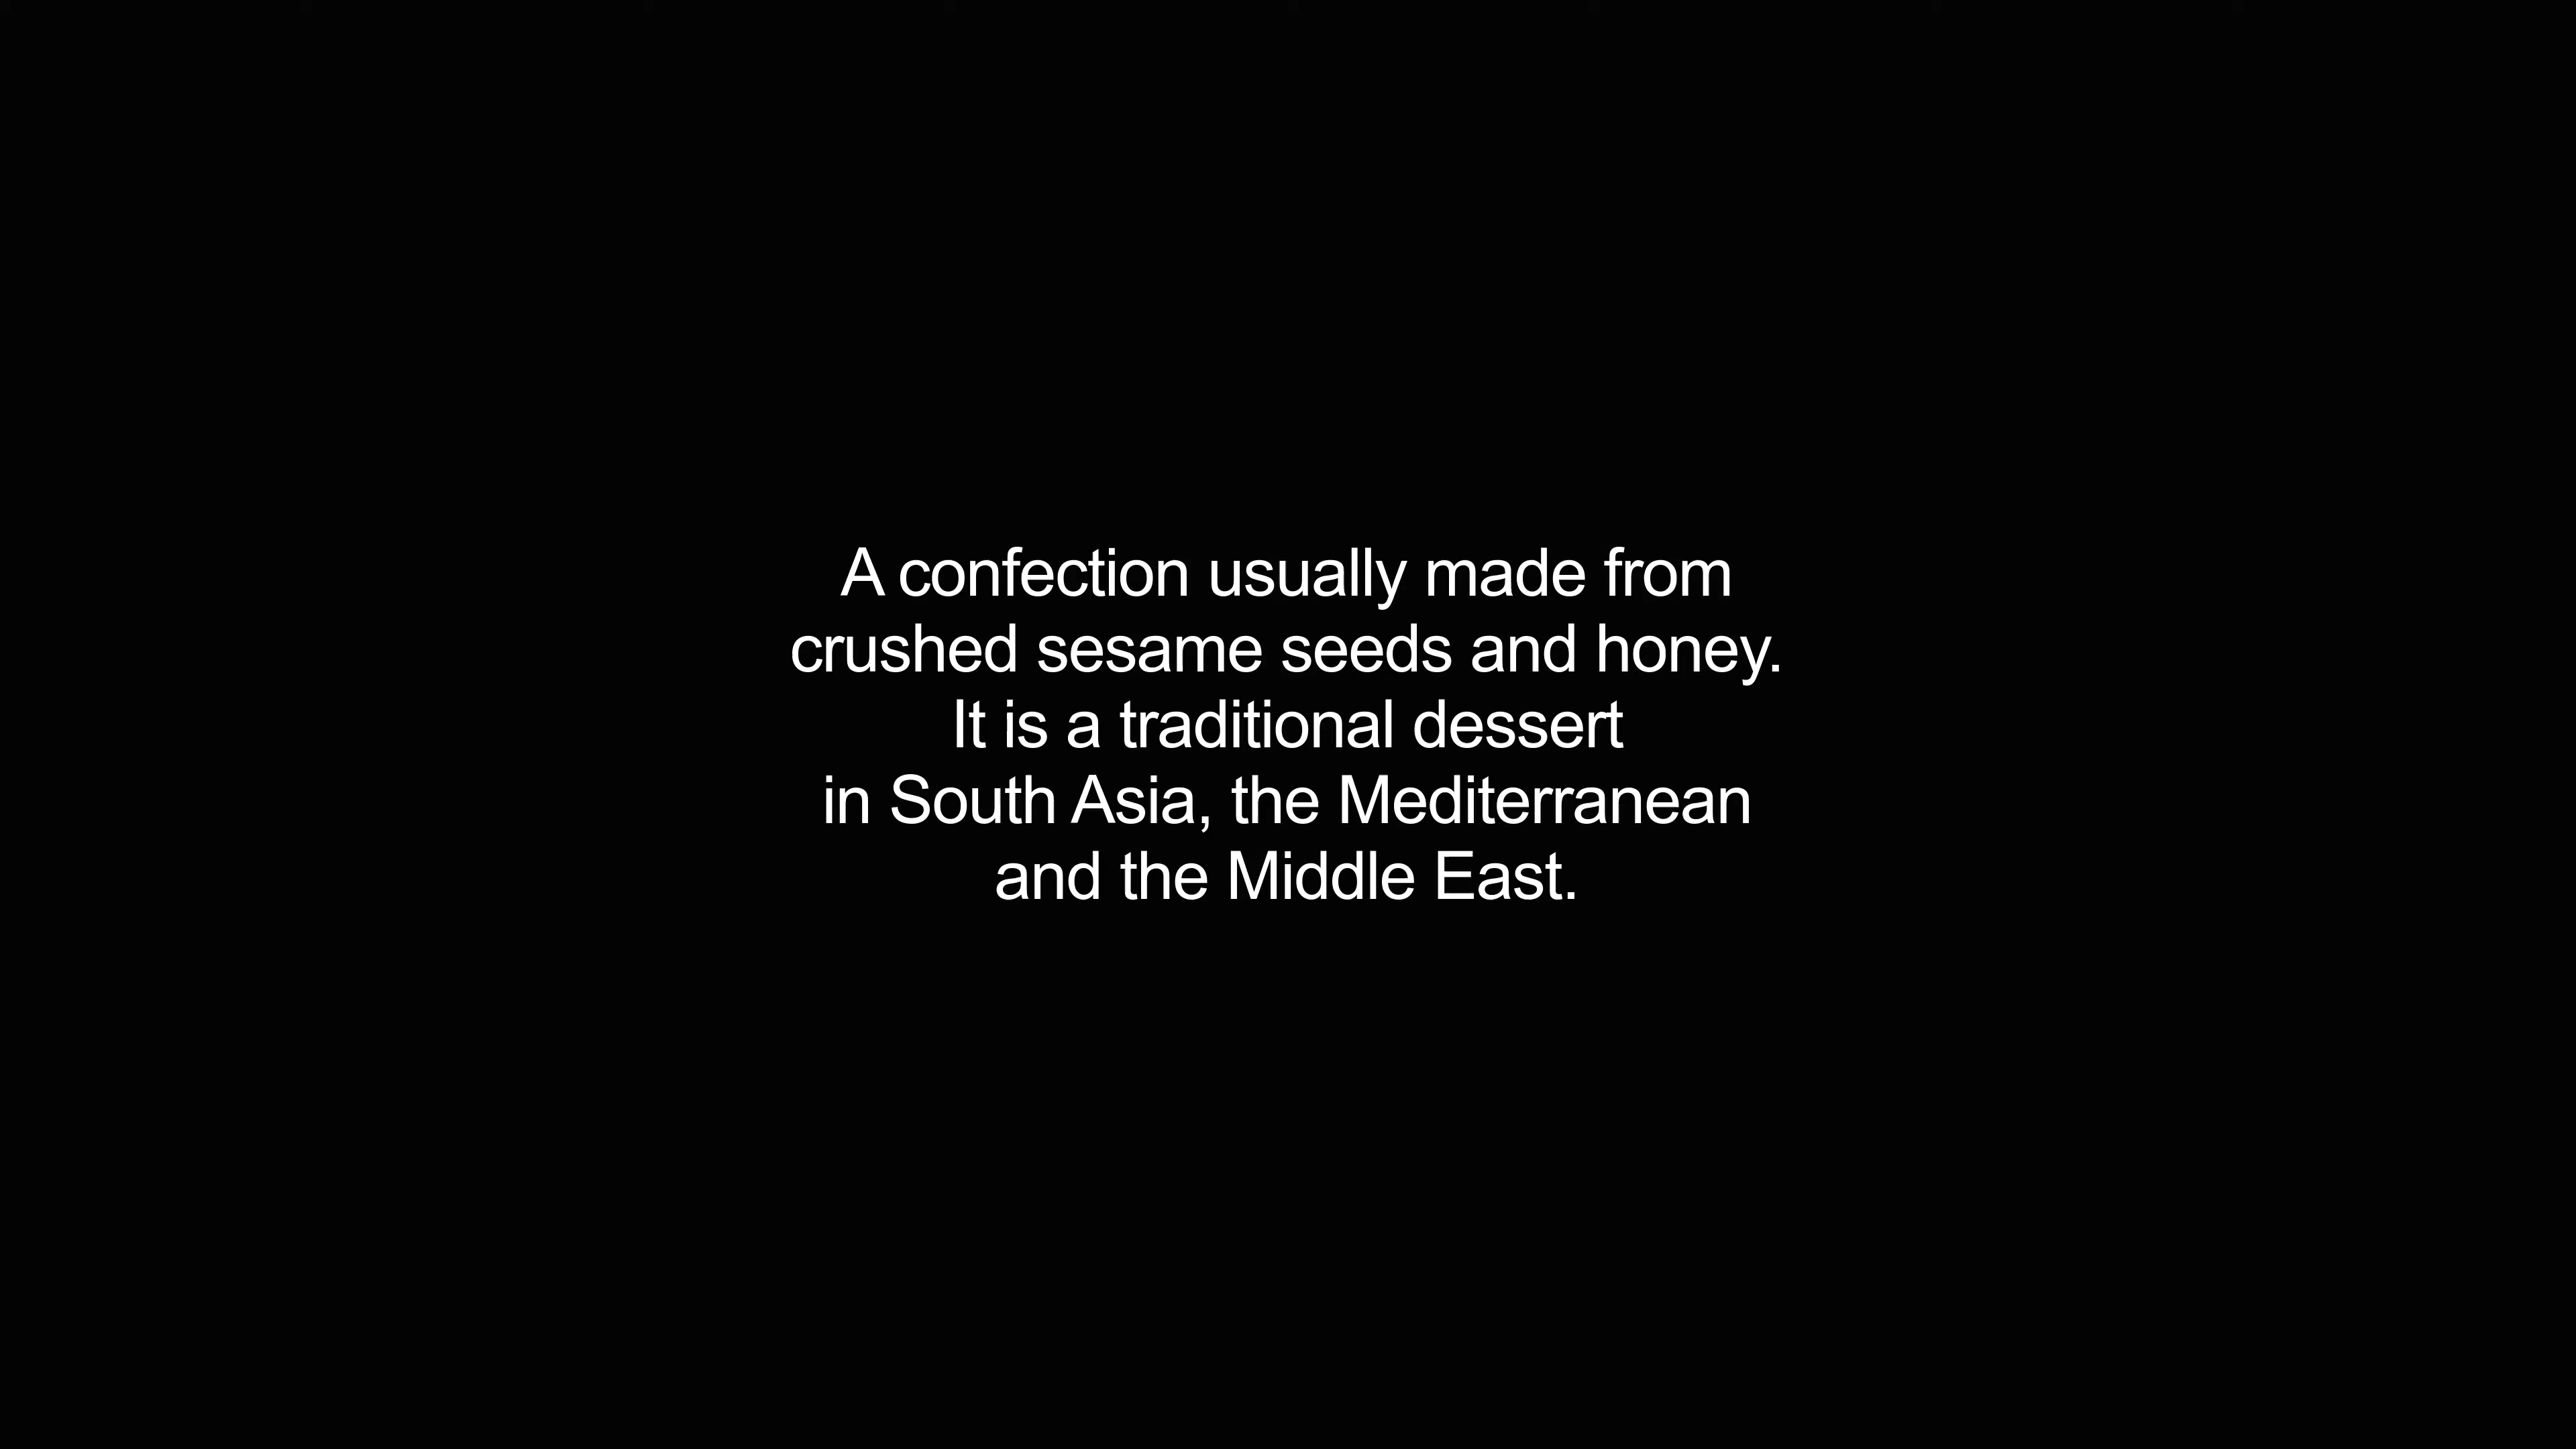 A confection usually made from
crushed sesame seeds and honey.
It is a traditional dessert
in South Asia, the Mediterranean
and the Middle East.